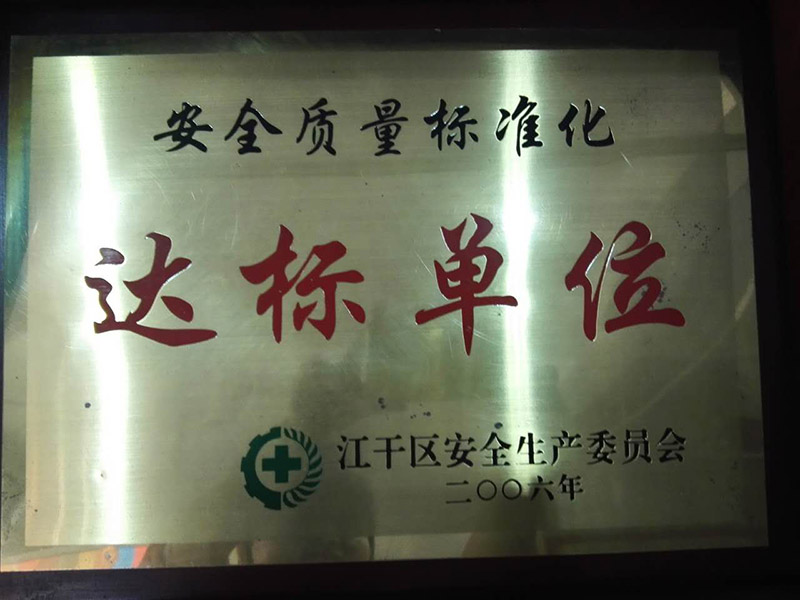 安全质量标准化
达标单位
江干区安全生产委员会
二〇〇六年